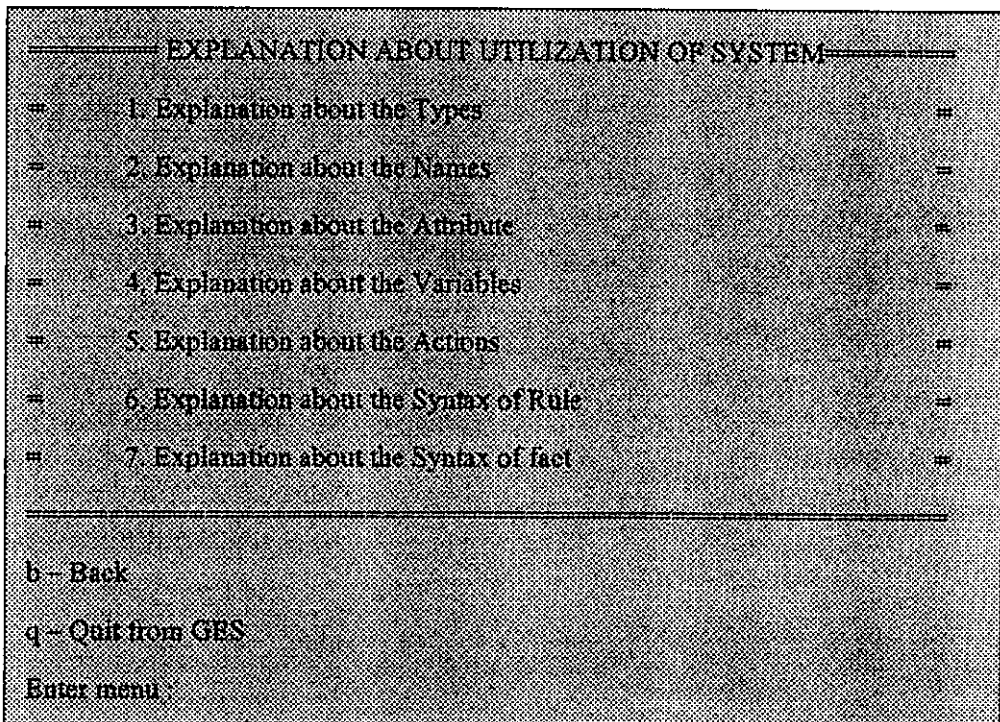 ======== EXPLANATION ABOUT UTILIZATION OF SYSTEM========
= 1. Explanation about the Types =
= 2. Explanation about the Names =
= 3. Explanation about the Attribute =
= 4. Explanation about the Variables =
= 5. Explanation about the Actions =
= 6. Explanation about the Syntax of Rule =
= 7. Explanation about the Syntax of fact =
b – Back
q – Quit from GES
Enter menu :